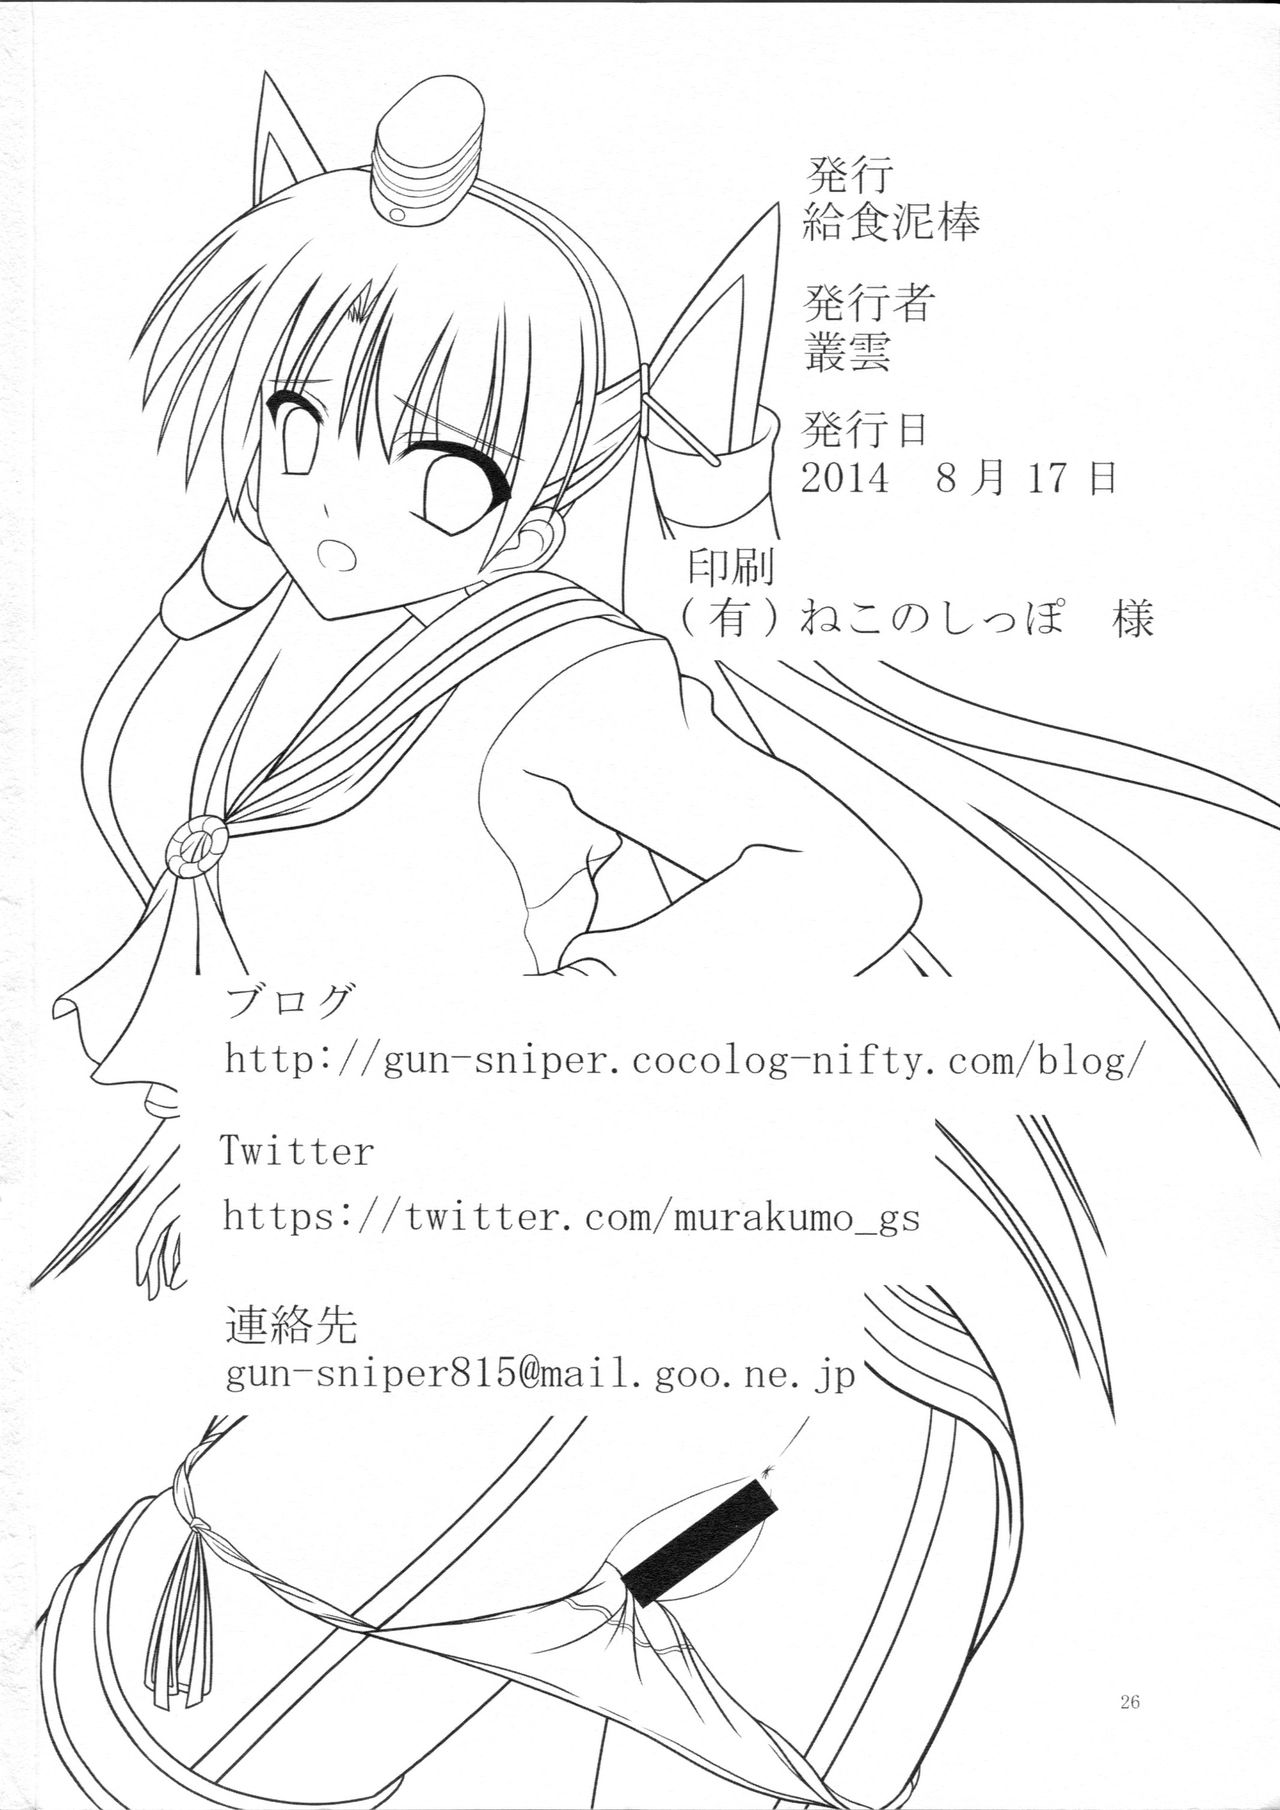 発行
給食泥棒
発行者
叢雲
発行日
2014　8月17日
印刷
(有)ねこのしっぽ　様
ブログ
http://gun-sniper.cocolog-nifty.com/blog/
Twitter
https://twitter.com/murakumo_gs
連絡先
gun-sniper815@mail.goo.ne.jp
26